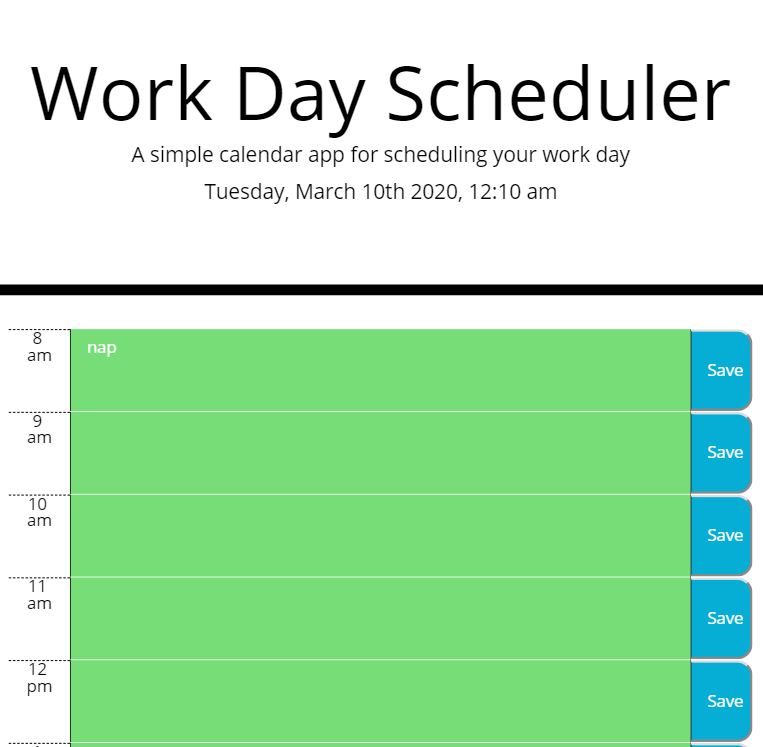 Work Day Scheduler
A simple calendar app for scheduling your work day
Tuesday, March 10th 2020, 12:10 am
8
am
nap
Save
9
am
Save
10
am
Save
11
am
Save
12
pm
Save